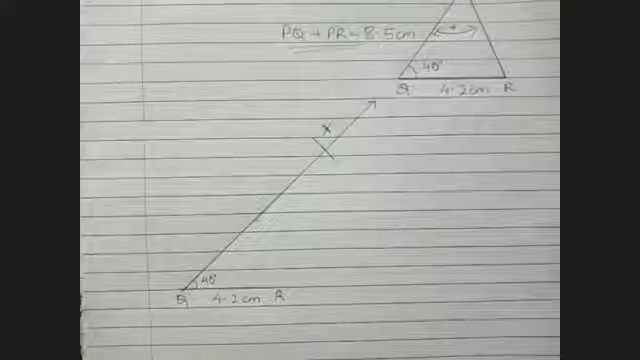 PQ + PR = 8.5cm
+
40°
Q 4.2cm R
X
40°
Q 4.2cm R